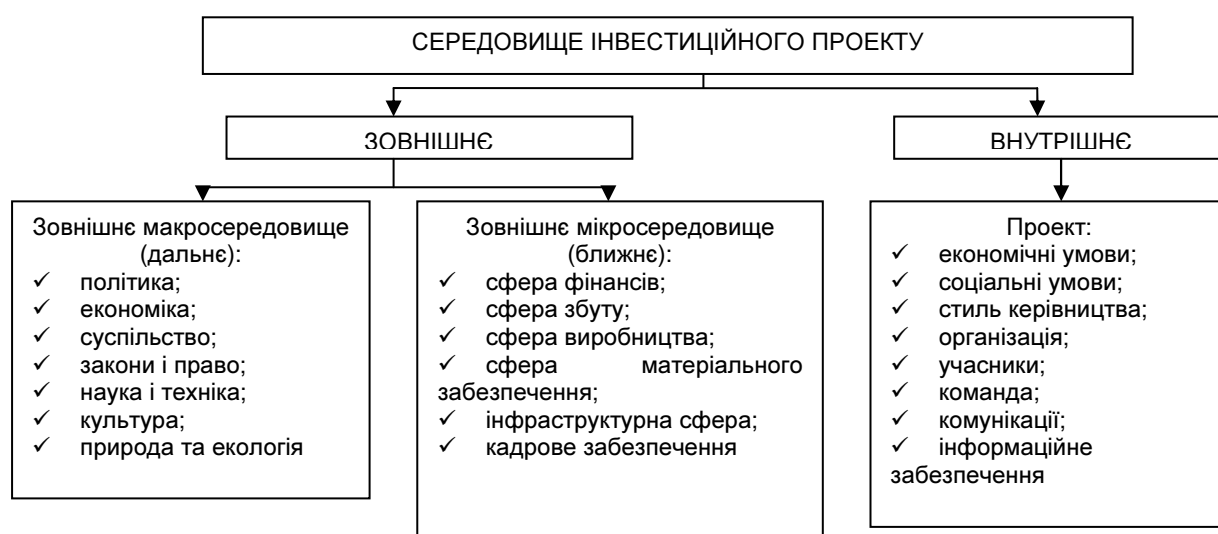 СЕРЕДОВИЩЕ ІНВЕСТИЦІЙНОГО ПРОЕКТУ
ЗОВНІШНЄ
ВНУТРІШНЄ
Зовнішнє макросередовище
(дальнє):
✓ політика;
✓ економіка;
✓ суспільство;
✓ закони і право;
✓ наука і техніка;
✓ культура;
✓ природа та екологія
Зовнішнє мікросередовище
(ближнє):
✓ сфера фінансів;
✓ сфера збуту;
✓ сфера виробництва;
✓ сфера матеріального
забезпечення;
✓ інфраструктурна сфера;
✓ кадрове забезпечення
Проект:
✓ економічні умови;
✓ соціальні умови;
✓ стиль керівництва;
✓ організація;
✓ учасники;
✓ команда;
✓ комунікації;
✓ інформаційне
забезпечення